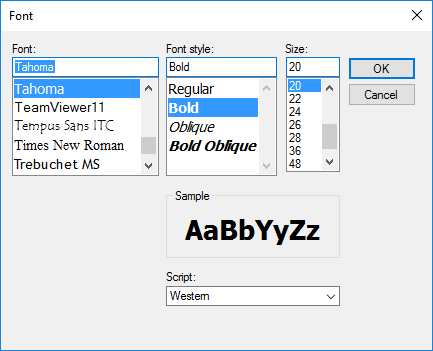 Font
Font:
Font style:
Size:
Tahoma
Bold
20
OK
Cancel
Tahoma
TeamViewer11
Tempus Sans ITC
Times New Roman
Trebuchet MS
Regular
Bold
Oblique
Bold Oblique
20
22
24
26
28
36
48
Sample
AaBbYyZz
Script:
Western